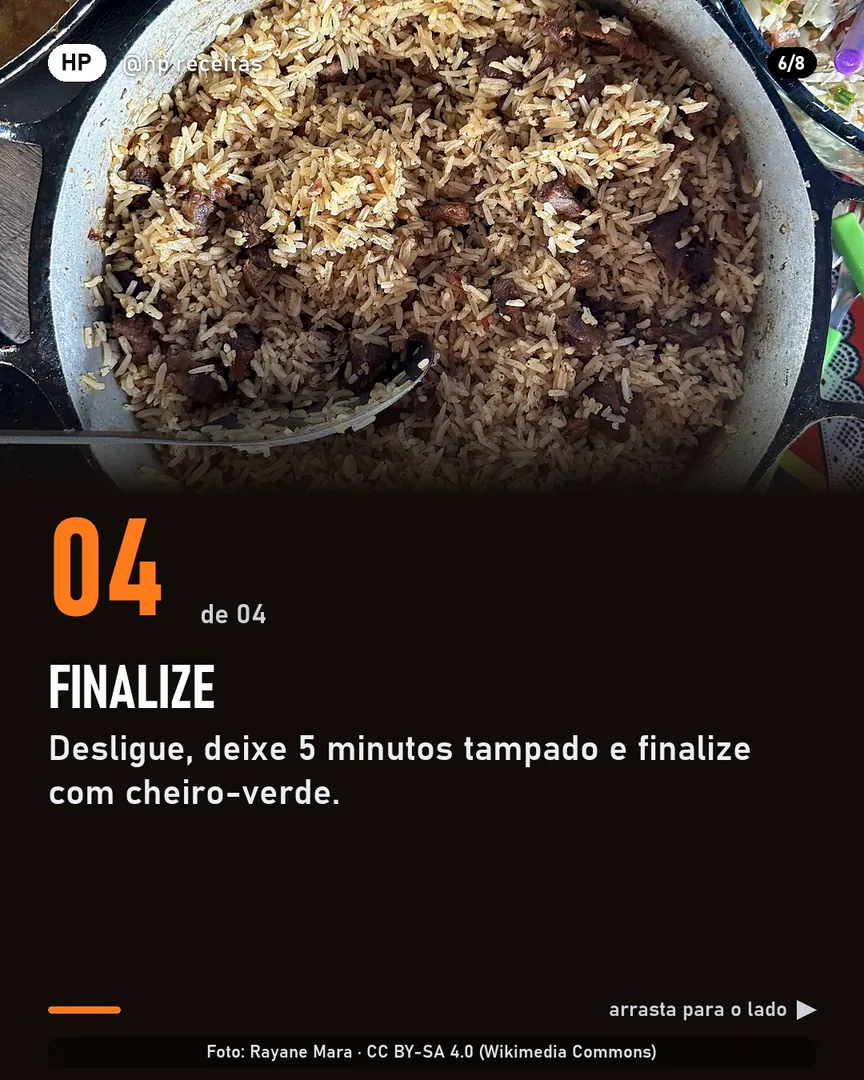 HP @hp.receitas 6/8
04 de 04
FINALIZE
Desligue, deixe 5 minutos tampado e finalize
com cheiro-verde.
arrasta para o lado ▶
Foto: Rayane Mara · CC BY-SA 4.0 (Wikimedia Commons)